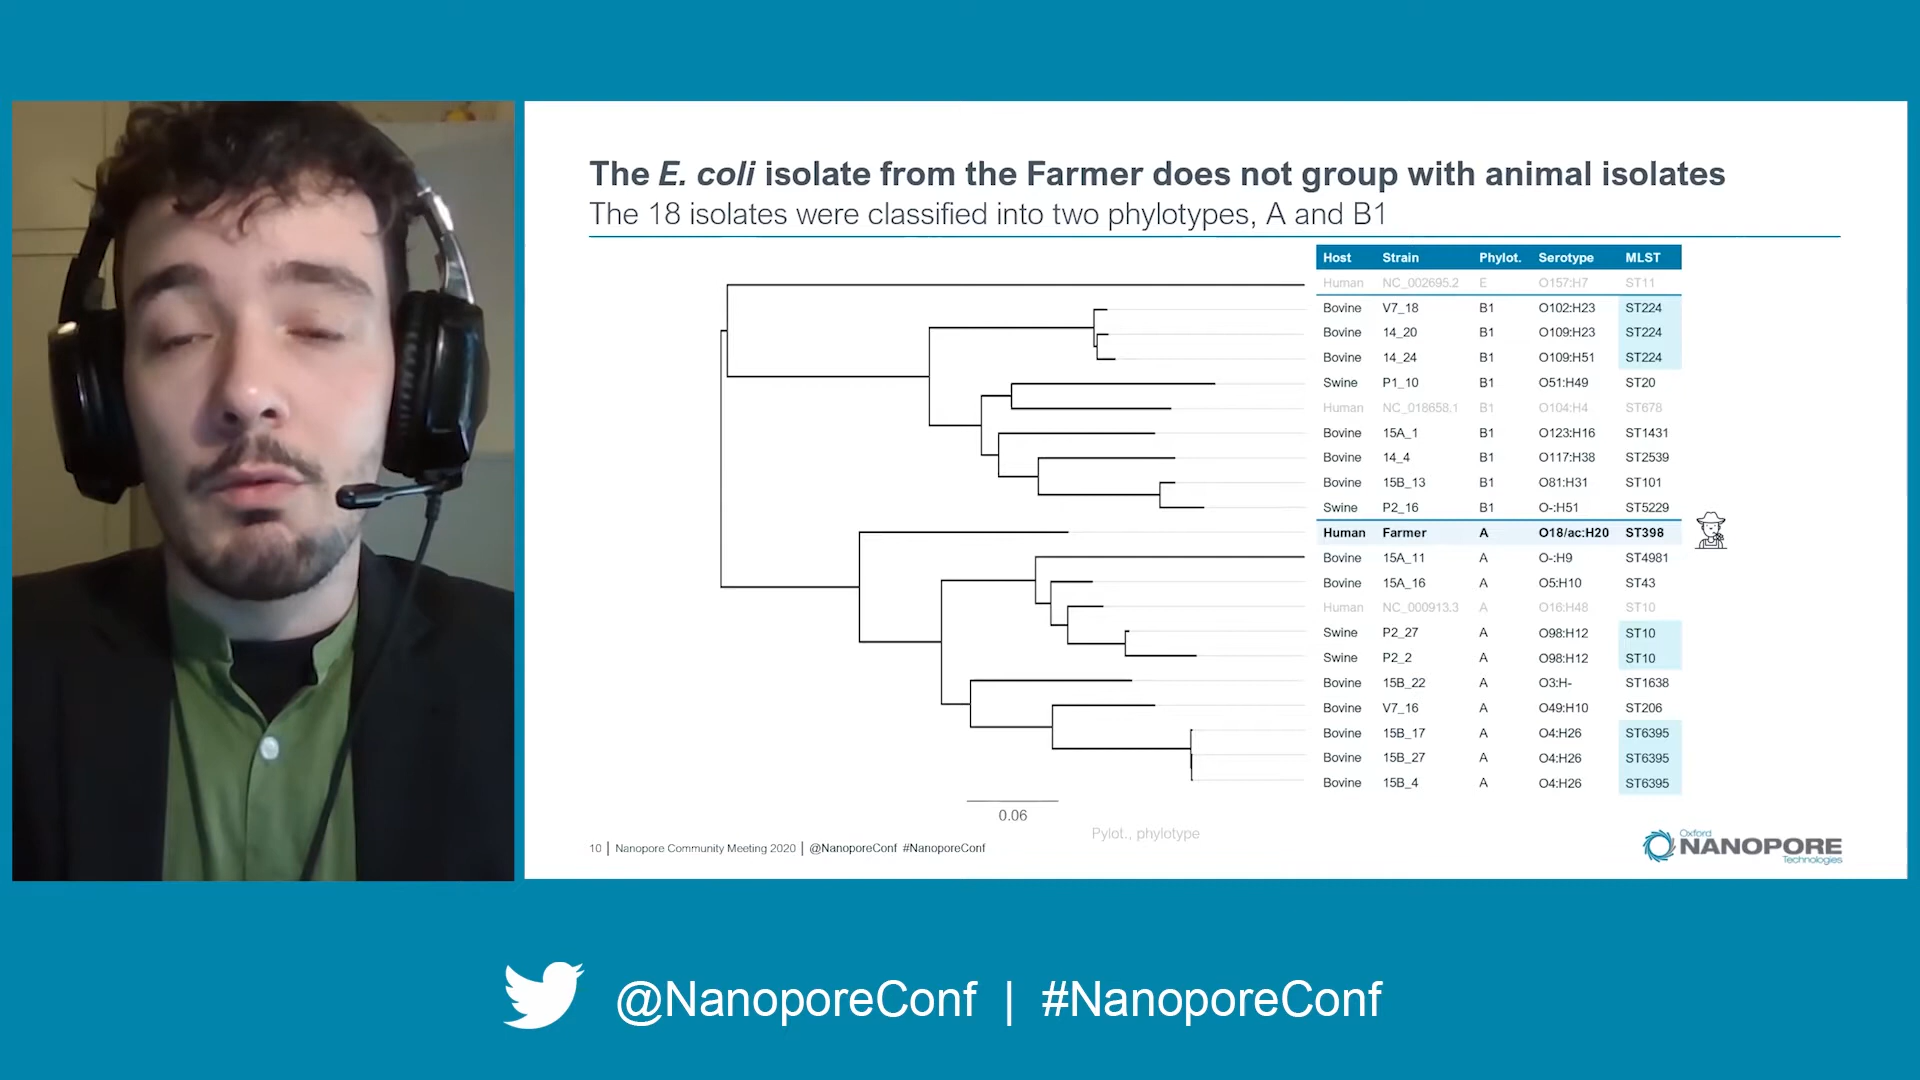 The E. coli isolate from the Farmer does not group with animal isolates
The 18 isolates were classified into two phylotypes, A and B1
Host Strain Phylot. Serotype MLST
Human NC_002695.2 E O157:H7 ST11
Bovine V7_18 B1 O102:H23 ST224
Bovine 14_20 B1 O109:H23 ST224
Bovine 14_24 B1 O109:H51 ST224
Swine P1_10 B1 O51:H49 ST20
Human NC_018658.1 B1 O104:H4 ST678
Bovine 15A_1 B1 O123:H16 ST1431
Bovine 14_4 B1 O117:H38 ST2539
Bovine 15B_13 B1 O81:H31 ST101
Swine P2_16 B1 O-:H51 ST5229
Human Farmer A O18/ac:H20 ST398
Bovine 15A_11 A O-:H9 ST4981
Bovine 15A_16 A O5:H10 ST43
Human NC_000913.3 A O16:H48 ST10
Swine P2_27 A O98:H12 ST10
Swine P2_2 A O98:H12 ST10
Bovine 15B_22 A O3:H- ST1638
Bovine V7_16 A O49:H10 ST206
Bovine 15B_17 A O4:H26 ST6395
Bovine 15B_27 A O4:H26 ST6395
Bovine 15B_4 A O4:H26 ST6395
0.06
Pylot., phylotype
10 | Nanopore Community Meeting 2020 | @NanoporeConf #NanoporeConf
Oxford
NANOPORE
Technologies
@NanoporeConf | #NanoporeConf